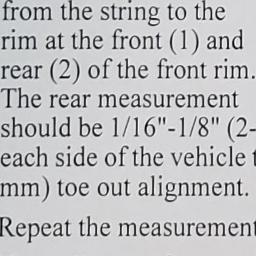 from the string to the
rim at the front (1) and
rear (2) of the front rim.
The rear measurement
should be 1/16"-1/8" (2-
each side of the vehicle
mm) toe out alignment.
Repeat the measurement